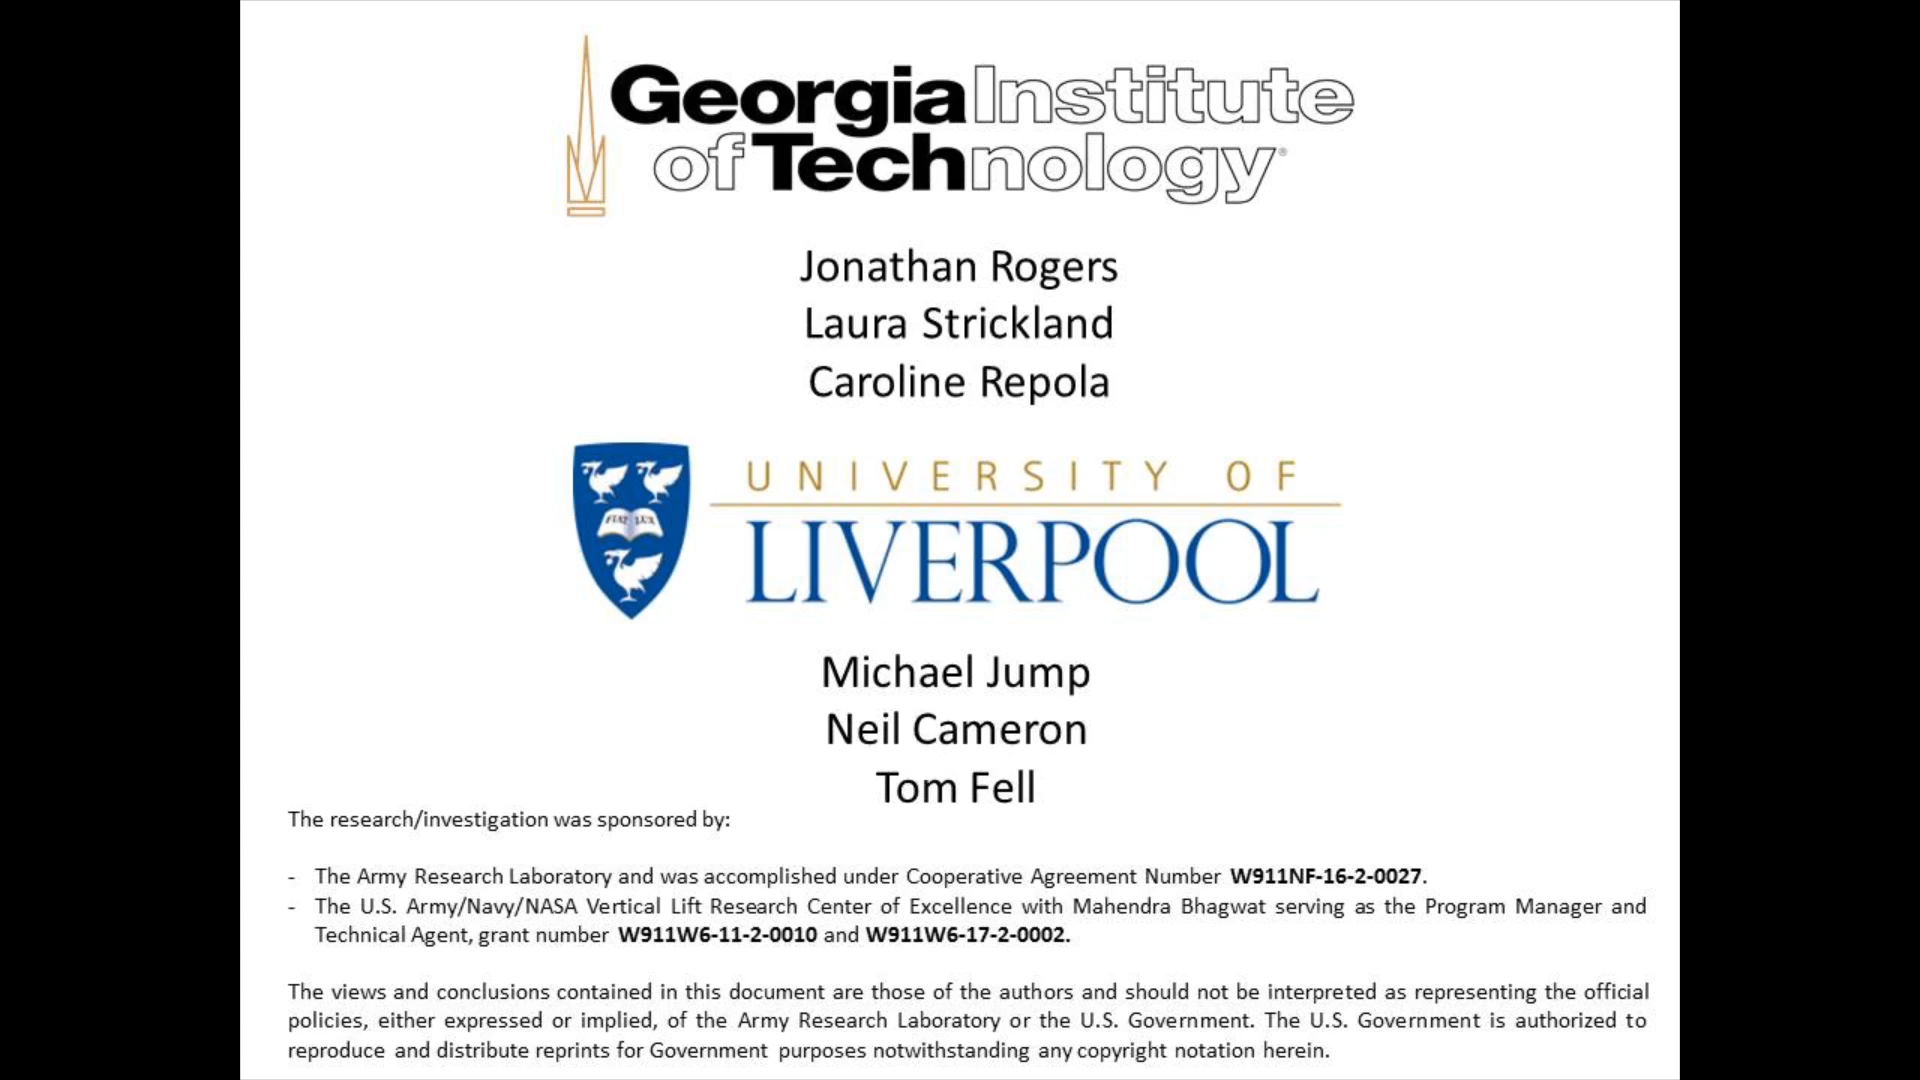 Georgia Institute
of Technology®
Jonathan Rogers
Laura Strickland
Caroline Repola
UNIVERSITY OF
FIAT LUX
LIVERPOOL
Michael Jump
Neil Cameron
Tom Fell
The research/investigation was sponsored by:
- The Army Research Laboratory and was accomplished under Cooperative Agreement Number W911NF-16-2-0027.
- The U.S. Army/Navy/NASA Vertical Lift Research Center of Excellence with Mahendra Bhagwat serving as the Program Manager and
Technical Agent, grant number W911W6-11-2-0010 and W911W6-17-2-0002.
The views and conclusions contained in this document are those of the authors and should not be interpreted as representing the official
policies, either expressed or implied, of the Army Research Laboratory or the U.S. Government. The U.S. Government is authorized to
reproduce and distribute reprints for Government purposes notwithstanding any copyright notation herein.